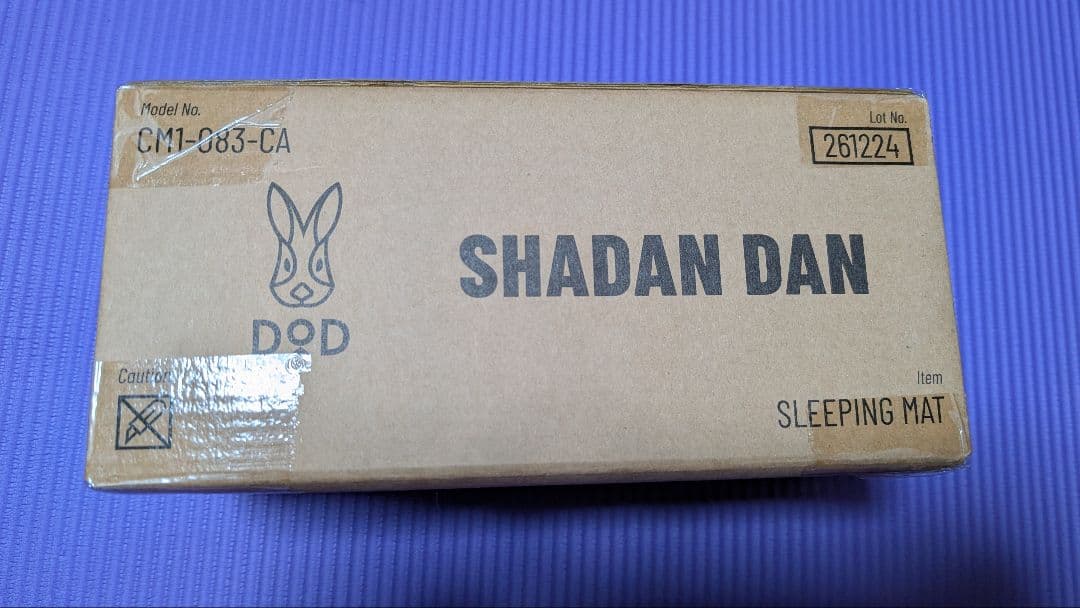 Model No.
CM1-083-CA
Lot No.
261224
DOD
SHADAN DAN
Caution
Item
SLEEPING MAT